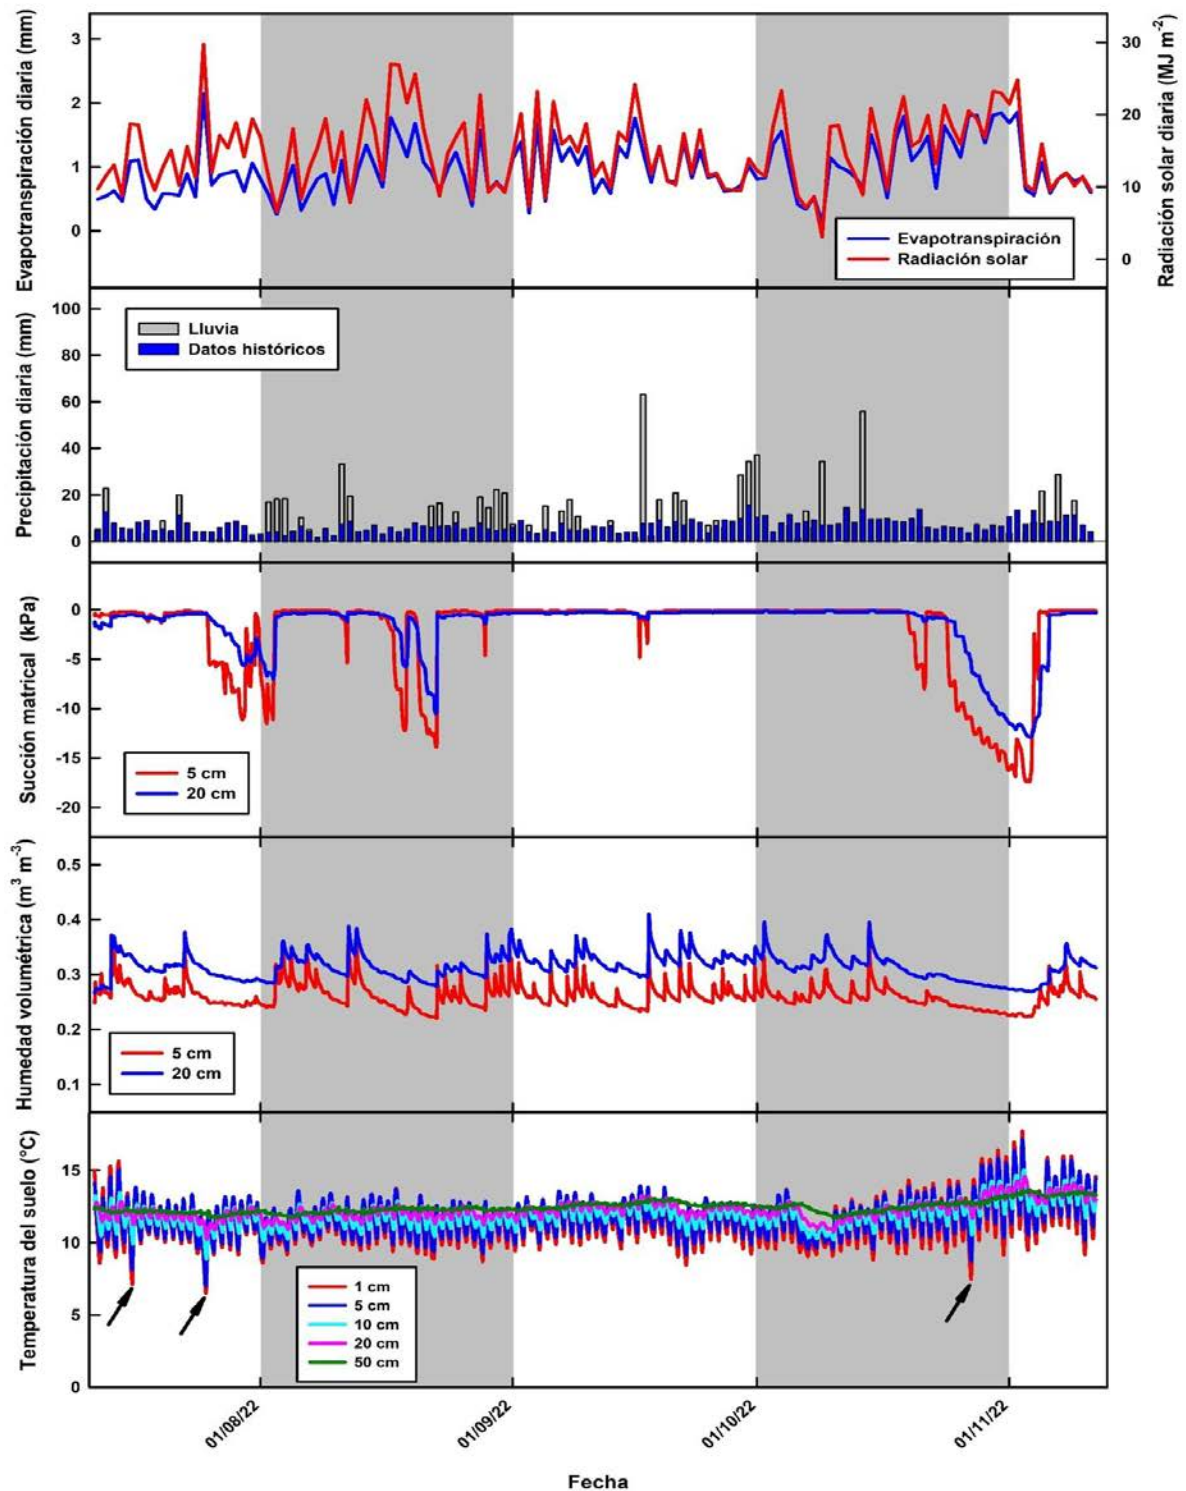 Evapotranspiración diaria (mm)
3
2
1
0
30
20
10
0
Radiación solar diaria (MJ m-2)
Evapotranspiración
Radiación solar
Precipitación diaria (mm)
100
80
60
40
20
0
Lluvia
Datos históricos
Succión matrical (kPa)
0
-5
-10
-15
-20
5 cm
20 cm
Humedad volumétrica (m3 m-3)
0.5
0.4
0.3
0.2
0.1
5 cm
20 cm
Temperatura del suelo (°C)
15
10
5
0
1 cm
5 cm
10 cm
20 cm
50 cm
01/08/22
01/09/22
01/10/22
01/11/22
Fecha